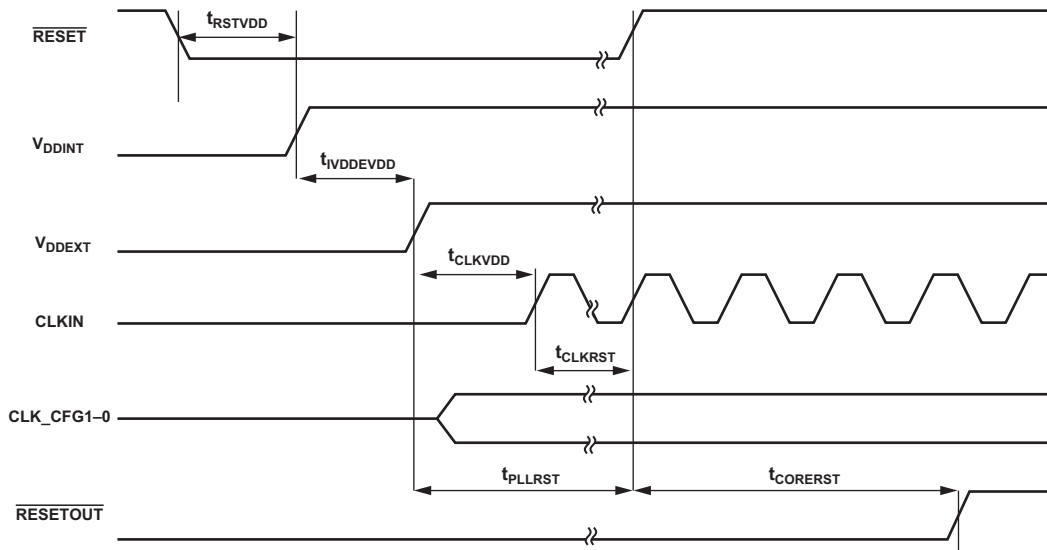 RESET
tRSTVDD
VDDINT
tIVDDEVDD
VDDEXT
tCLKVDD
CLKIN
tCLKRST
CLK_CFG1–0
tPLLRST
tCORERST
RESETOUT